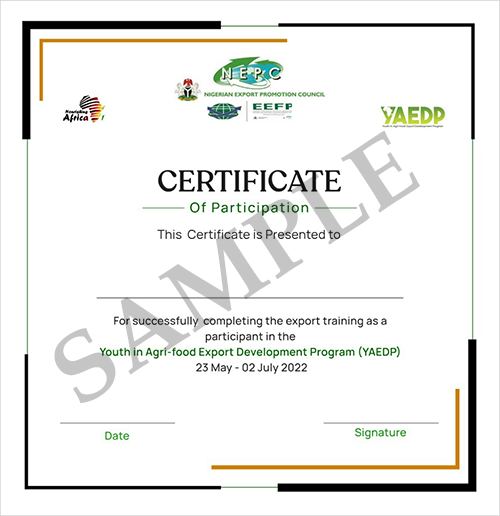 NEPC
NIGERIAN EXPORT PROMOTION COUNCIL
EEFP
Nourishing
Africa
YAEDP
Youth in Agri-food Export Development Program
CERTIFICATE
Of Participation
This Certificate is Presented to
SAMPLE
For successfully completing the export training as a
participant in the
Youth in Agri-food Export Development Program (YAEDP)
23 May - 02 July 2022
Date
Signature